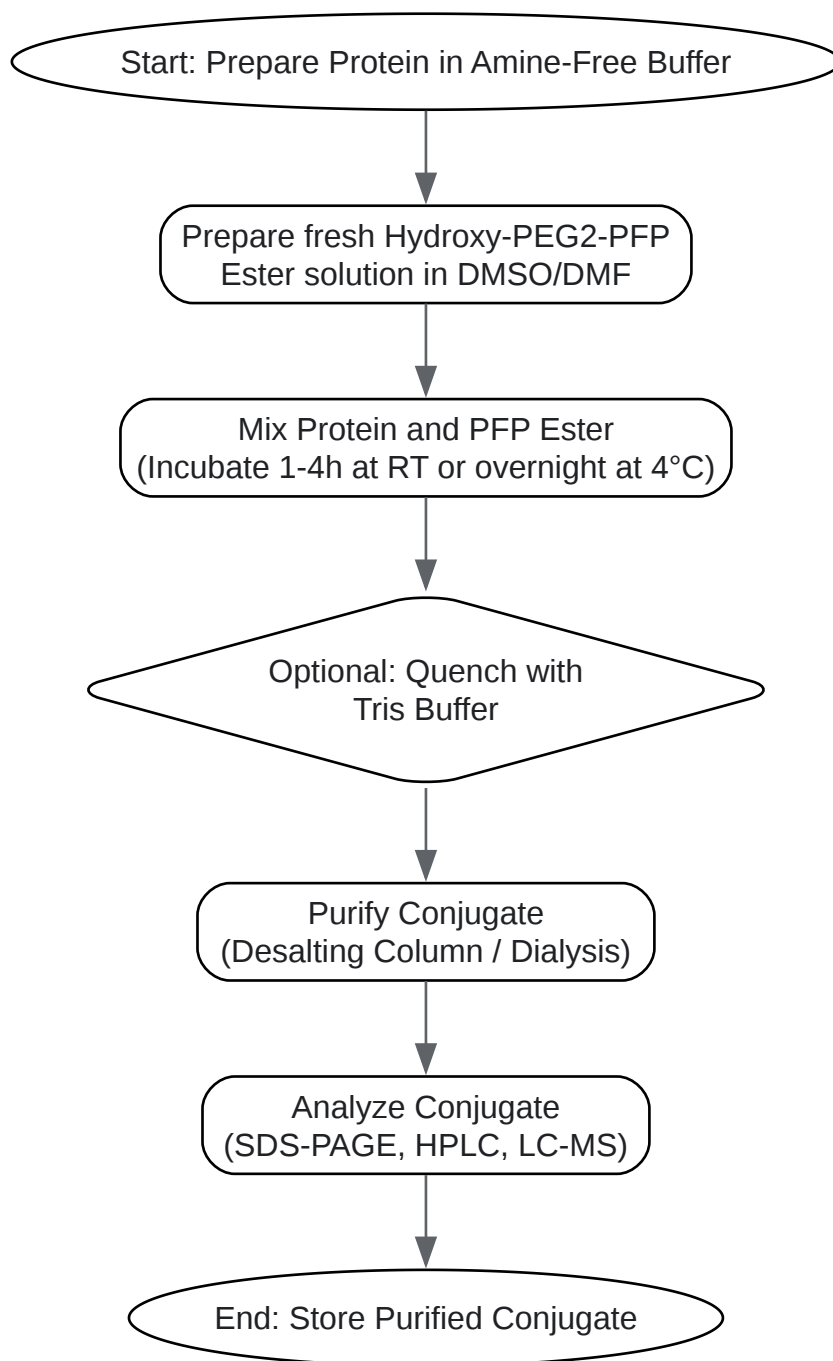 Start: Prepare Protein in Amine-Free Buffer
Prepare fresh Hydroxy-PEG2-PFP
Ester solution in DMSO/DMF
Mix Protein and PFP Ester
(Incubate 1-4h at RT or overnight at 4°C)
Optional: Quench with
Tris Buffer
Purify Conjugate
(Desalting Column / Dialysis)
Analyze Conjugate
(SDS-PAGE, HPLC, LC-MS)
End: Store Purified Conjugate